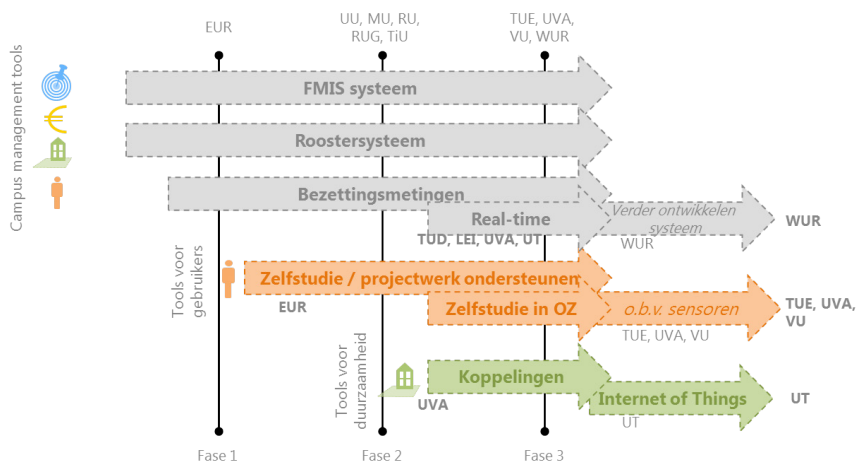 EUR
UU, MU, RU,
RUG, TiU
TUE, UVA,
VU, WUR
Campus management tools
FMIS systeem
Roostersysteem
Bezettingsmetingen
Real-time
Verder ontwikkelen
systeem
WUR
TUD, LEI, UVA, UT
WUR
Tools voor
gebruikers
Zelfstudie / projectwerk ondersteunen
EUR
Zelfstudie in OZ
o.b.v. sensoren
TUE, UVA,
VU
TUE, UVA, VU
Tools voor
duurzaamheid
Koppelingen
UVA
Internet of Things
UT
UT
Fase 1
Fase 2
Fase 3